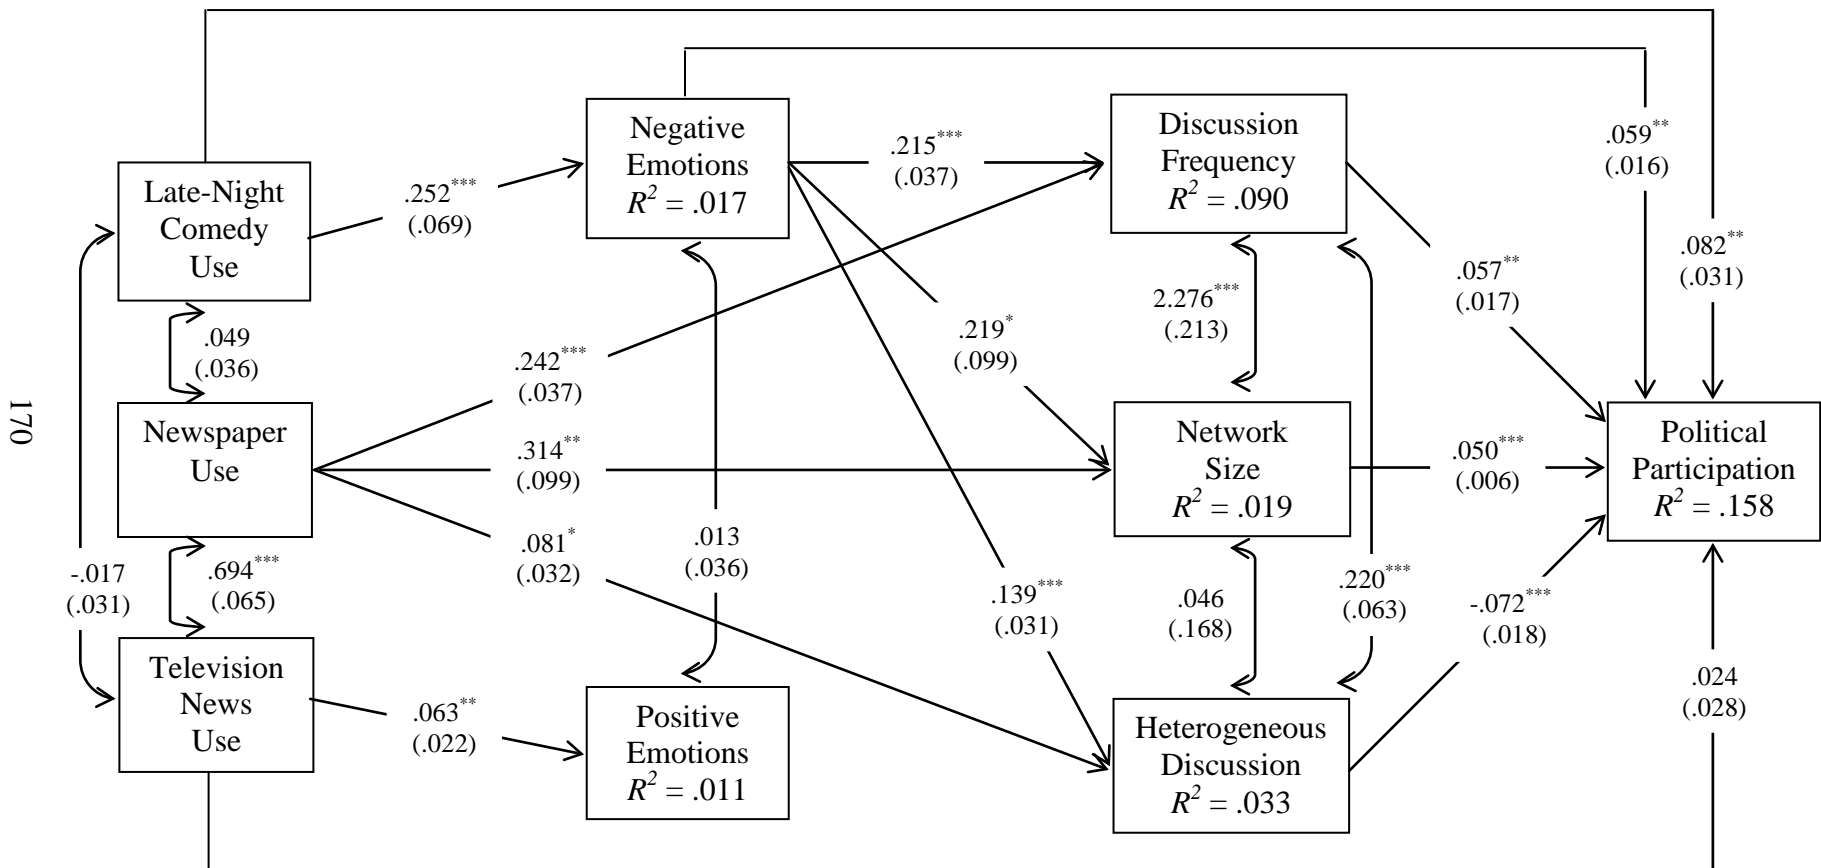 170
Late-Night
Comedy
Use
Newspaper
Use
Television
News
Use
-.017
(.031)
.049
(.036)
.694***
(.065)
.252***
(.069)
.063**
(.022)
Negative
Emotions
R² = .017
Positive
Emotions
R² = .011
.013
(.036)
.242***
(.037)
.314**
(.099)
.081*
(.032)
.215***
(.037)
.219*
(.099)
.139***
(.031)
Discussion
Frequency
R² = .090
2.276***
(.213)
Network
Size
R² = .019
.046
(.168)
.220***
(.063)
Heterogeneous
Discussion
R² = .033
.057**
(.017)
.050***
(.006)
-.072***
(.018)
.059**
(.016)
.082**
(.031)
Political
Participation
R² = .158
.024
(.028)